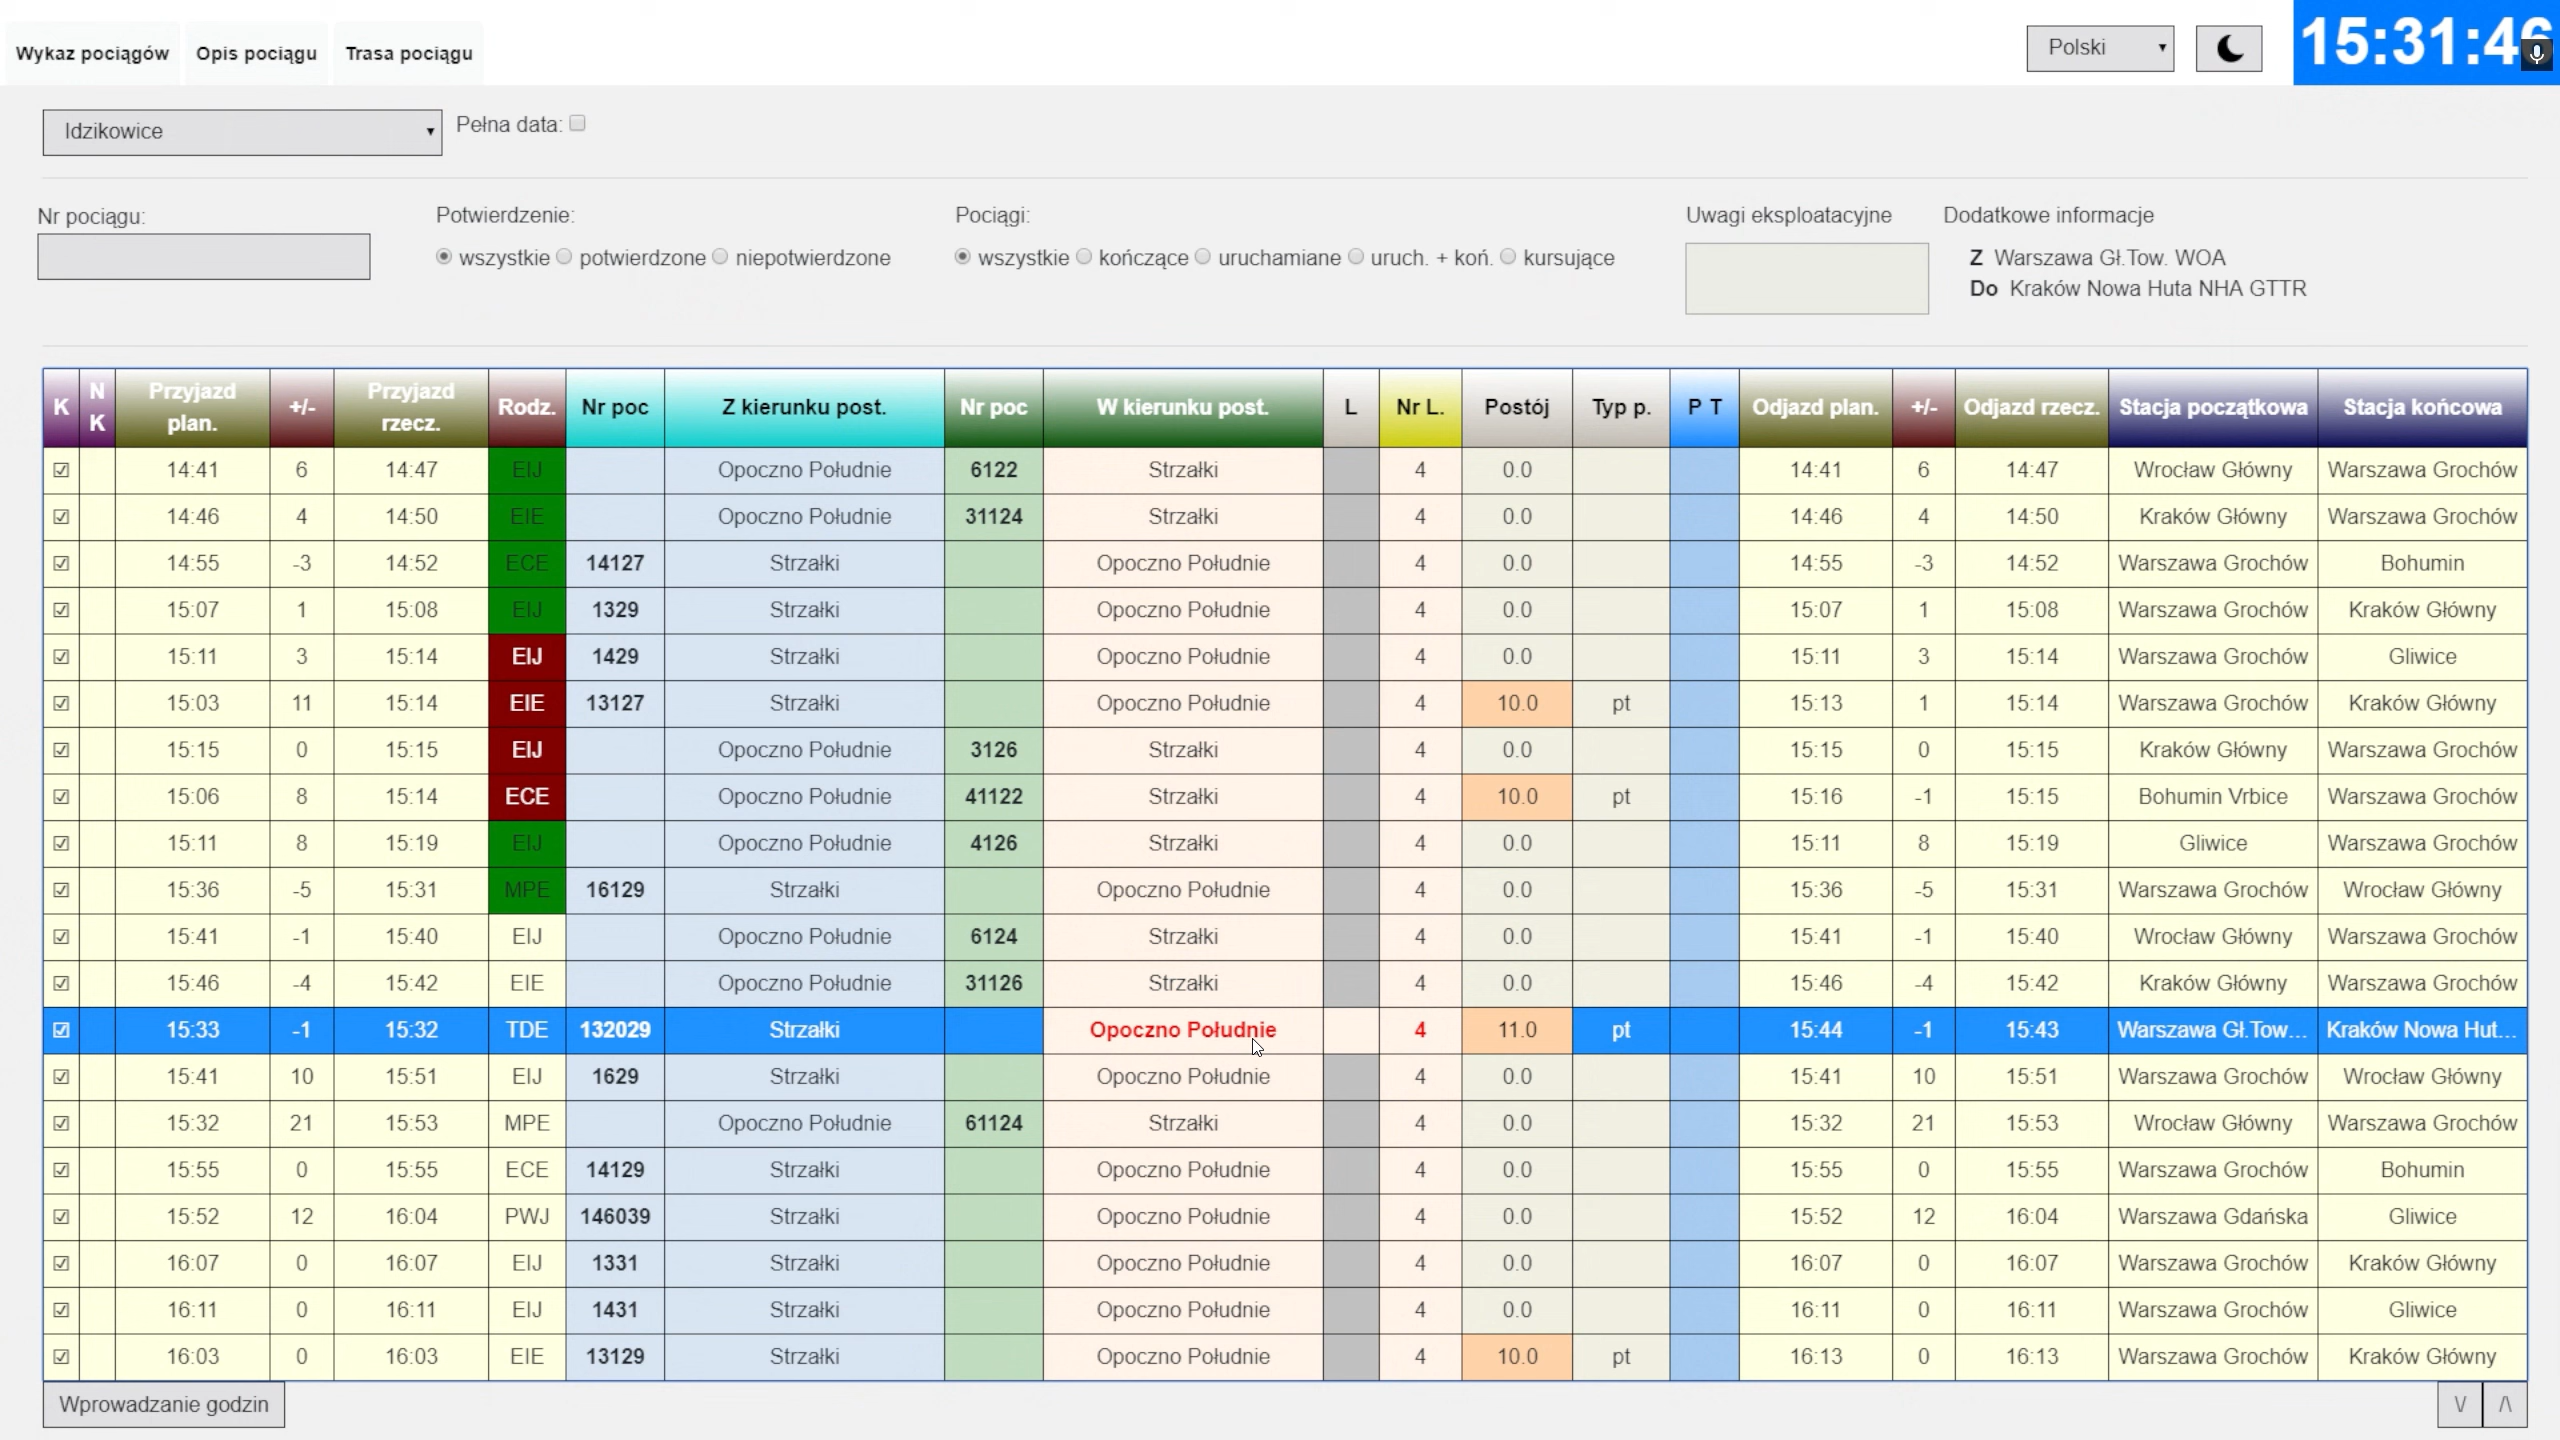 Wykaz pociągów Opis pociągu Trasa pociągu Polski 15:31:46
Idzikowice Pełna data:
Nr pociągu: Potwierdzenie: Pociągi: Uwagi eksploatacyjne Dodatkowe informacje
wszystkie potwierdzone niepotwierdzone wszystkie kończące uruchamiane uruch. + koń. kursujące Z Warszawa Gł.Tow. WOA
Do Kraków Nowa Huta NHA GTTR
K N K Przyjazd plan. +/- Przyjazd rzecz. Rodz. Nr poc Z kierunku post. Nr poc W kierunku post. L Nr L. Postój Typ p. P T Odjazd plan. +/- Odjazd rzecz. Stacja początkowa Stacja końcowa
14:41 6 14:47 EIJ Opoczno Południe 6122 Strzałki 4 0.0 14:41 6 14:47 Wrocław Główny Warszawa Grochów
14:46 4 14:50 EIE Opoczno Południe 31124 Strzałki 4 0.0 14:46 4 14:50 Kraków Główny Warszawa Grochów
14:55 -3 14:52 ECE 14127 Strzałki Opoczno Południe 4 0.0 14:55 -3 14:52 Warszawa Grochów Bohumin
15:07 1 15:08 EIJ 1329 Strzałki Opoczno Południe 4 0.0 15:07 1 15:08 Warszawa Grochów Kraków Główny
15:11 3 15:14 EIJ 1429 Strzałki Opoczno Południe 4 0.0 15:11 3 15:14 Warszawa Grochów Gliwice
15:03 11 15:14 EIE 13127 Strzałki Opoczno Południe 4 10.0 pt 15:13 1 15:14 Warszawa Grochów Kraków Główny
15:15 0 15:15 EIJ Opoczno Południe 3126 Strzałki 4 0.0 15:15 0 15:15 Kraków Główny Warszawa Grochów
15:06 8 15:14 ECE Opoczno Południe 41122 Strzałki 4 10.0 pt 15:16 -1 15:15 Bohumin Vrbice Warszawa Grochów
15:11 8 15:19 EIJ Opoczno Południe 4126 Strzałki 4 0.0 15:11 8 15:19 Gliwice Warszawa Grochów
15:36 -5 15:31 MPE 16129 Strzałki Opoczno Południe 4 0.0 15:36 -5 15:31 Warszawa Grochów Wrocław Główny
15:41 -1 15:40 EIJ Opoczno Południe 6124 Strzałki 4 0.0 15:41 -1 15:40 Wrocław Główny Warszawa Grochów
15:46 -4 15:42 EIE Opoczno Południe 31126 Strzałki 4 0.0 15:46 -4 15:42 Kraków Główny Warszawa Grochów
15:33 -1 15:32 TDE 132029 Strzałki Opoczno Południe 4 11.0 pt 15:44 -1 15:43 Warszawa Gł.Tow... Kraków Nowa Hut...
15:41 10 15:51 EIJ 1629 Strzałki Opoczno Południe 4 0.0 15:41 10 15:51 Warszawa Grochów Wrocław Główny
15:32 21 15:53 MPE Opoczno Południe 61124 Strzałki 4 0.0 15:32 21 15:53 Wrocław Główny Warszawa Grochów
15:55 0 15:55 ECE 14129 Strzałki Opoczno Południe 4 0.0 15:55 0 15:55 Warszawa Grochów Bohumin
15:52 12 16:04 PWJ 146039 Strzałki Opoczno Południe 4 0.0 15:52 12 16:04 Warszawa Gdańska Gliwice
16:07 0 16:07 EIJ 1331 Strzałki Opoczno Południe 4 0.0 16:07 0 16:07 Warszawa Grochów Kraków Główny
16:11 0 16:11 EIJ 1431 Strzałki Opoczno Południe 4 0.0 16:11 0 16:11 Warszawa Grochów Gliwice
16:03 0 16:03 EIE 13129 Strzałki Opoczno Południe 4 10.0 pt 16:13 0 16:13 Warszawa Grochów Kraków Główny
Wprowadzanie godzin \/ /\